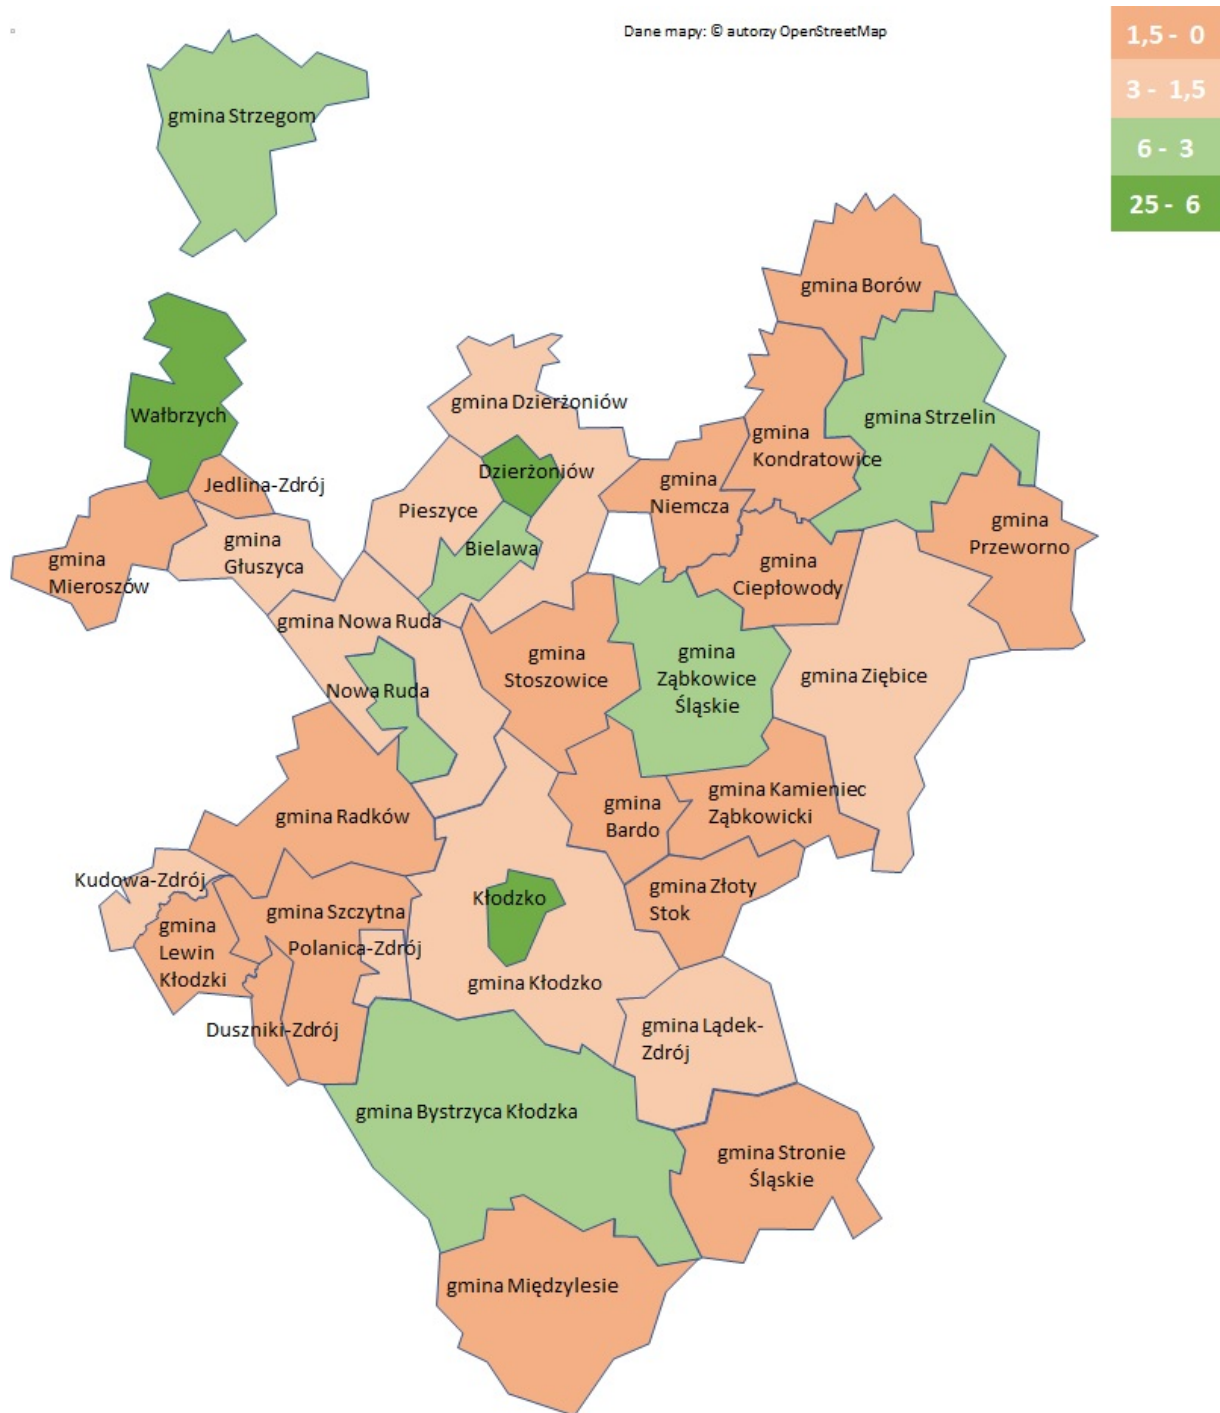 Dane mapy: © autorzy OpenStreetMap
1,5 - 0
3 - 1,5
6 - 3
25 - 6
gmina Strzegom
gmina Borów
Wałbrzych
gmina Dzierżoniów
gmina Strzelin
gmina
Kondratowice
Dzierżoniów
Jedlina-Zdrój
gmina
Niemcza
Pieszyce
gmina
Przeworno
gmina
Głuszyca
Bielawa
gmina
Mieroszów
gmina
Ciepłowody
gmina Nowa Ruda
gmina
Stoszowice
gmina
Ząbkowice
Śląskie
gmina Ziębice
Nowa Ruda
gmina Kamieniec
Ząbkowicki
gmina
Bardo
gmina Radków
Kudowa-Zdrój
gmina Złoty
Stok
Kłodzko
gmina Szczytna
gmina
Lewin
Kłodzki
Polanica-Zdrój
gmina Kłodzko
Duszniki-Zdrój
gmina Lądek-
Zdrój
gmina Bystrzyca Kłodzka
gmina Stronie
Śląskie
gmina Międzylesie